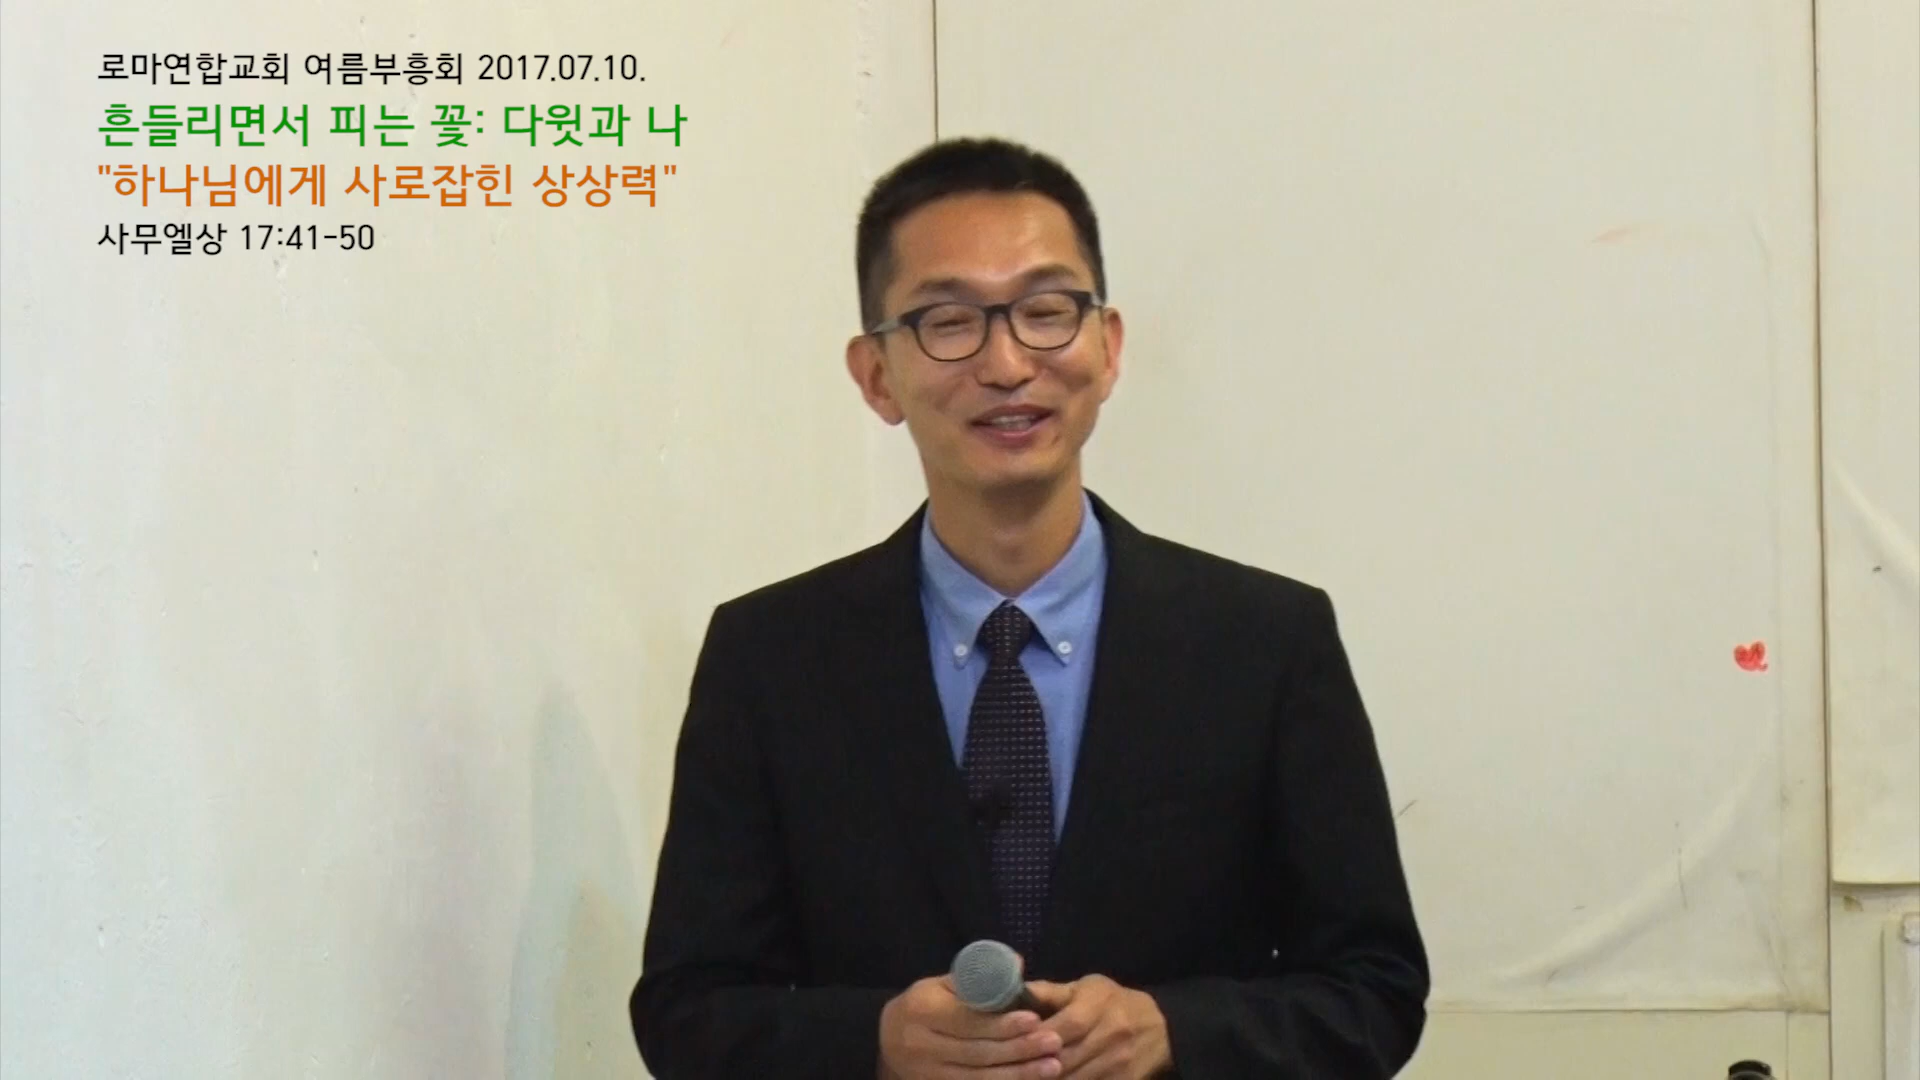 로마연합교회 여름부흥회 2017.07.10.
흔들리면서 피는 꽃: 다윗과 나
"하나님에게 사로잡힌 상상력"
사무엘상 17:41-50